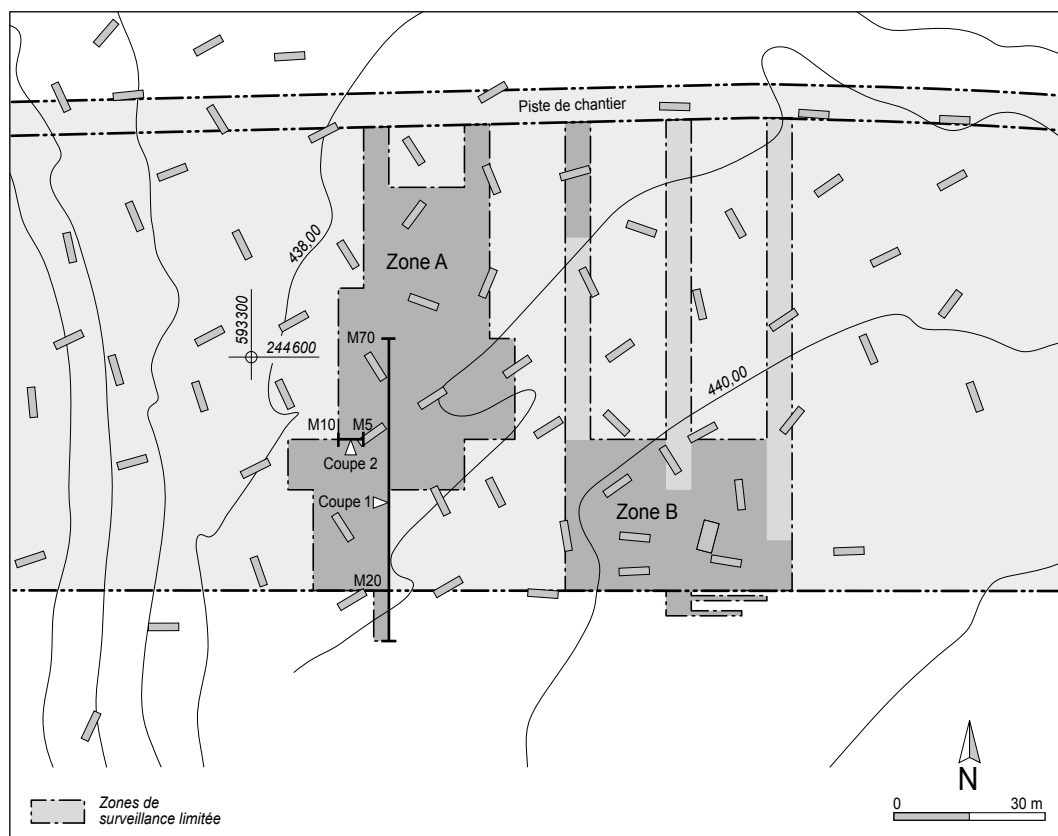 Piste de chantier
438,00
Zone A
593300
244600
M70
440,00
M10 M5
Coupe 2
Coupe 1
Zone B
M20
N
Zones de
surveillance limitée
0 30 m